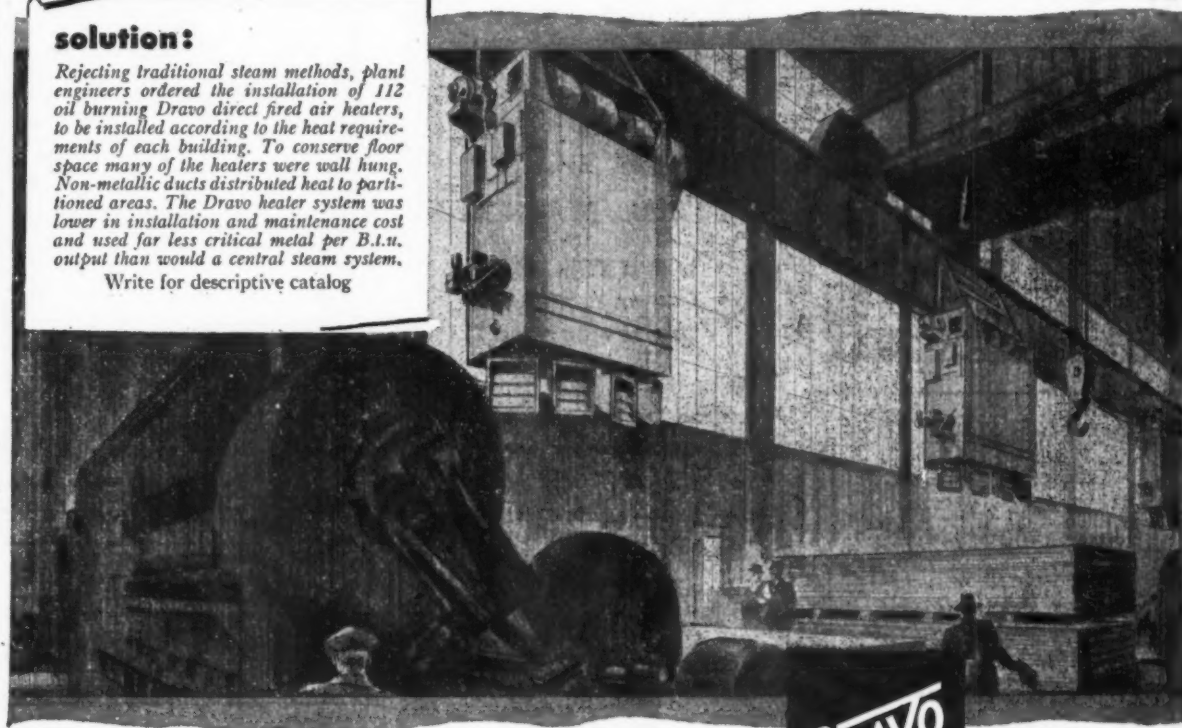 solution:
Rejecting traditional steam methods, plant
engineers ordered the installation of 112
oil burning Dravo direct fired air heaters,
to be installed according to the heat require-
ments of each building. To conserve floor
space many of the heaters were wall hung.
Non-metallic ducts distributed heat to parti-
tioned areas. The Dravo heater system was
lower in installation and maintenance cost
and used far less critical metal per B.t.u.
output than would a central steam system.
Write for descriptive catalog